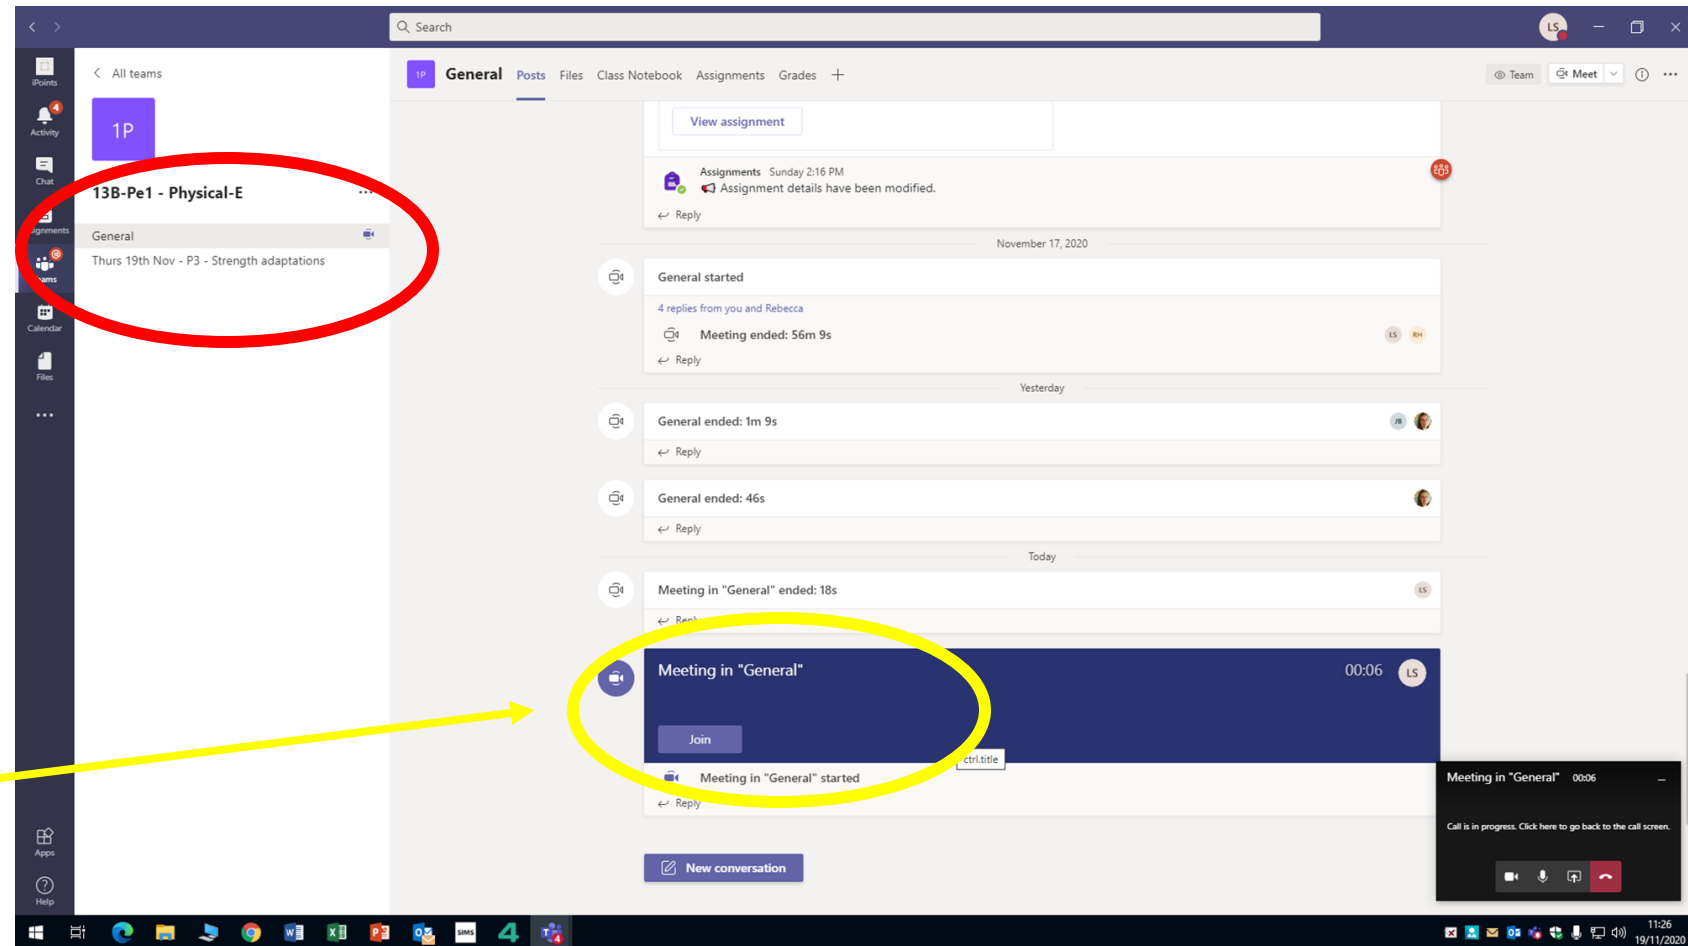 Search
LS
iPoints
4
Activity
Chat
ignments
@
eams
Calendar
Files
Apps
Help
All teams
1P
13B-Pe1 - Physical-E
General
Thurs 19th Nov - P3 - Strength adaptations
1P General Posts Files Class Notebook Assignments Grades
Team Meet
View assignment
Assignments Sunday 2:16 PM
Assignment details have been modified.
Reply
November 17, 2020
General started
4 replies from you and Rebecca
Meeting ended: 56m 9s LS RH
Reply
Yesterday
General ended: 1m 9s JB
Reply
General ended: 46s
Reply
Today
Meeting in "General" ended: 18s LS
Reply
Meeting in "General" 00:06 LS
Join
ctrl.title
Meeting in "General" started
Reply
New conversation
Meeting in "General" 00:06
Call is in progress. Click here to go back to the call screen.
SIMS 4
11:26
19/11/2020